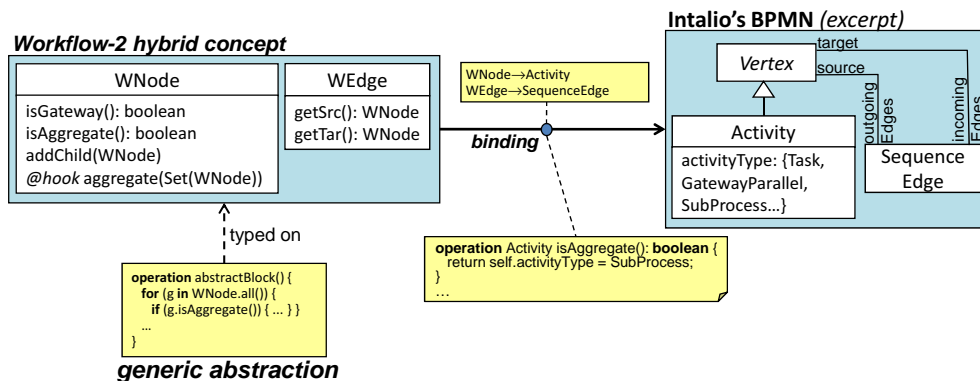 Workflow-2 hybrid concept
WNode
isGateway(): boolean
isAggregate(): boolean
addChild(WNode)
@hook aggregate(Set(WNode))
WEdge
getSrc(): WNode
getTar(): WNode
typed on
operation abstractBlock() {
for (g in WNode.all()) {
if (g.isAggregate()) { ... } }
...
}
generic abstraction
WNode→Activity
WEdge→SequenceEdge
binding
operation Activity isAggregate(): boolean {
return self.activityType = SubProcess;
}
...
Intalio's BPMN (excerpt)
Vertex
target
source
outgoing
Edges
incoming
Edges
Activity
activityType: {Task,
GatewayParallel,
SubProcess...}
Sequence
Edge